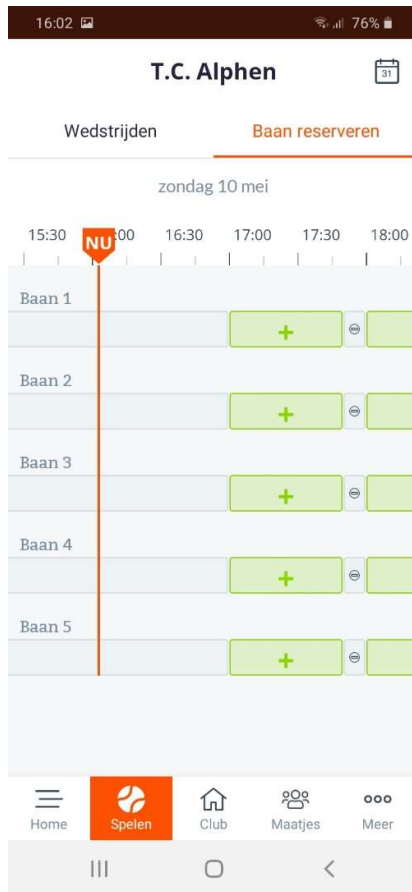 16:02 76%
T.C. Alphen 31
Wedstrijden Baan reserveren
zondag 10 mei
15:30 NU :00 16:30 17:00 17:30 18:00
Baan 1
+
Baan 2
+
Baan 3
+
Baan 4
+
Baan 5
+
Home Spelen Club Maatjes Meer